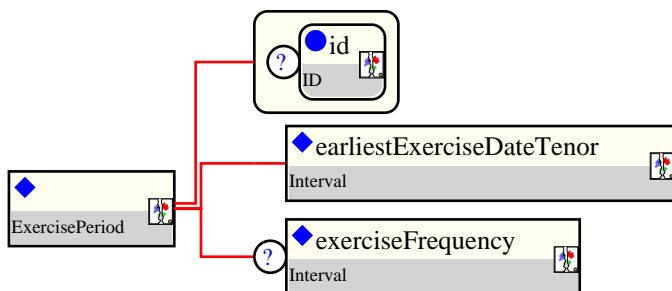 ?
id
ID
earliestExerciseDateTenor
Interval
ExercisePeriod
?
exerciseFrequency
Interval